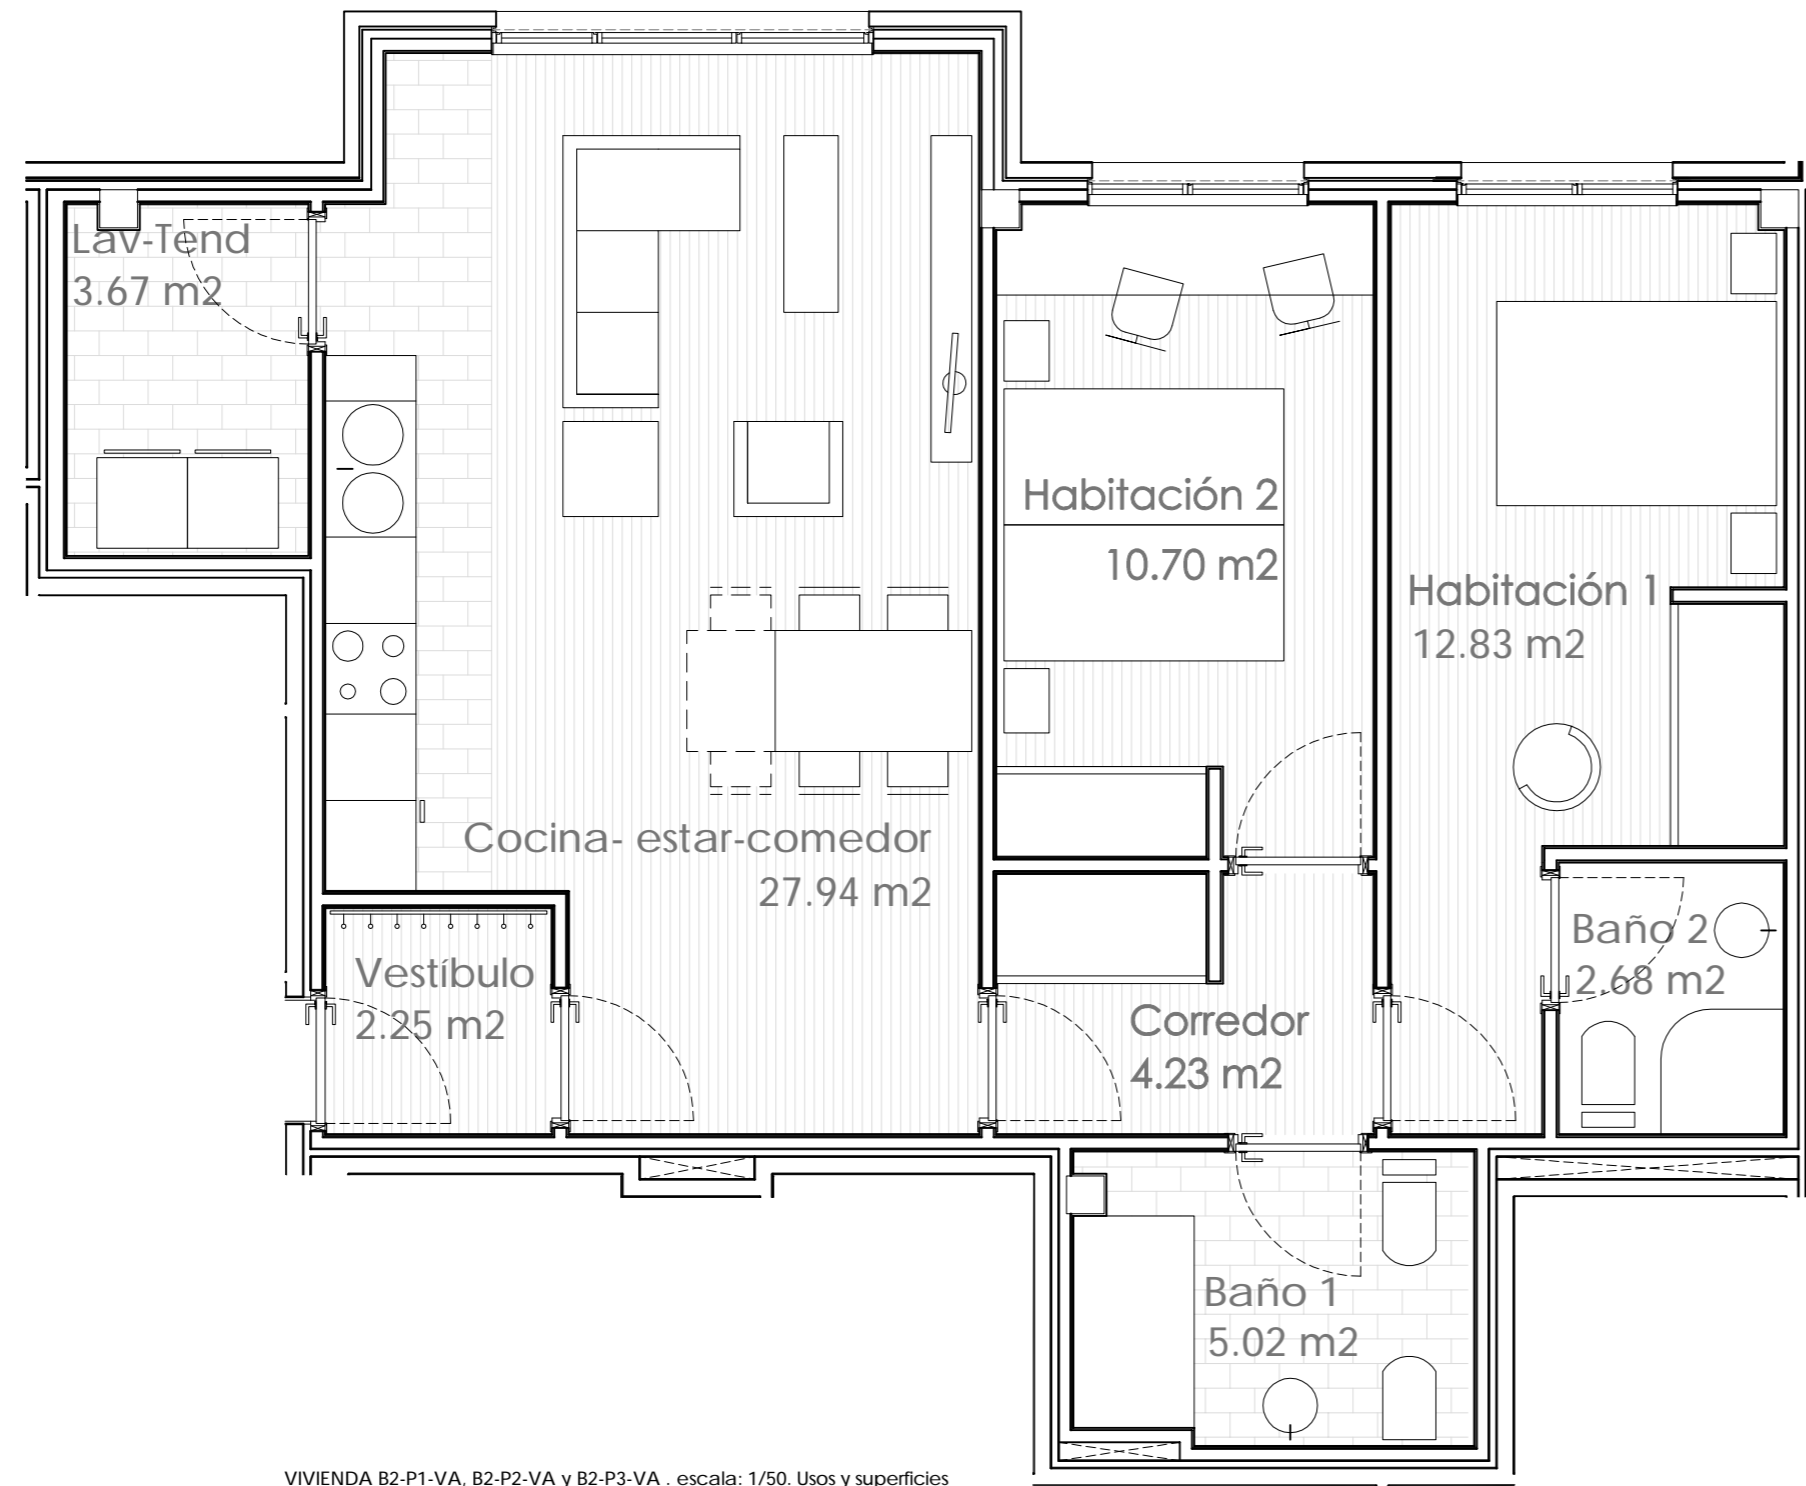 Lav-Tend
3.67 m2
Habitación 2
10.70 m2
Habitación 1
12.83 m2
Cocina- estar-comedor
27.94 m2
Vestíbulo
2.25 m2
Corredor
4.23 m2
Baño 2
2.68 m2
Baño 1
5.02 m2
VIVIENDA B2-P1-VA, B2-P2-VA y B2-P3-VA . escala: 1/50. Usos y superficies